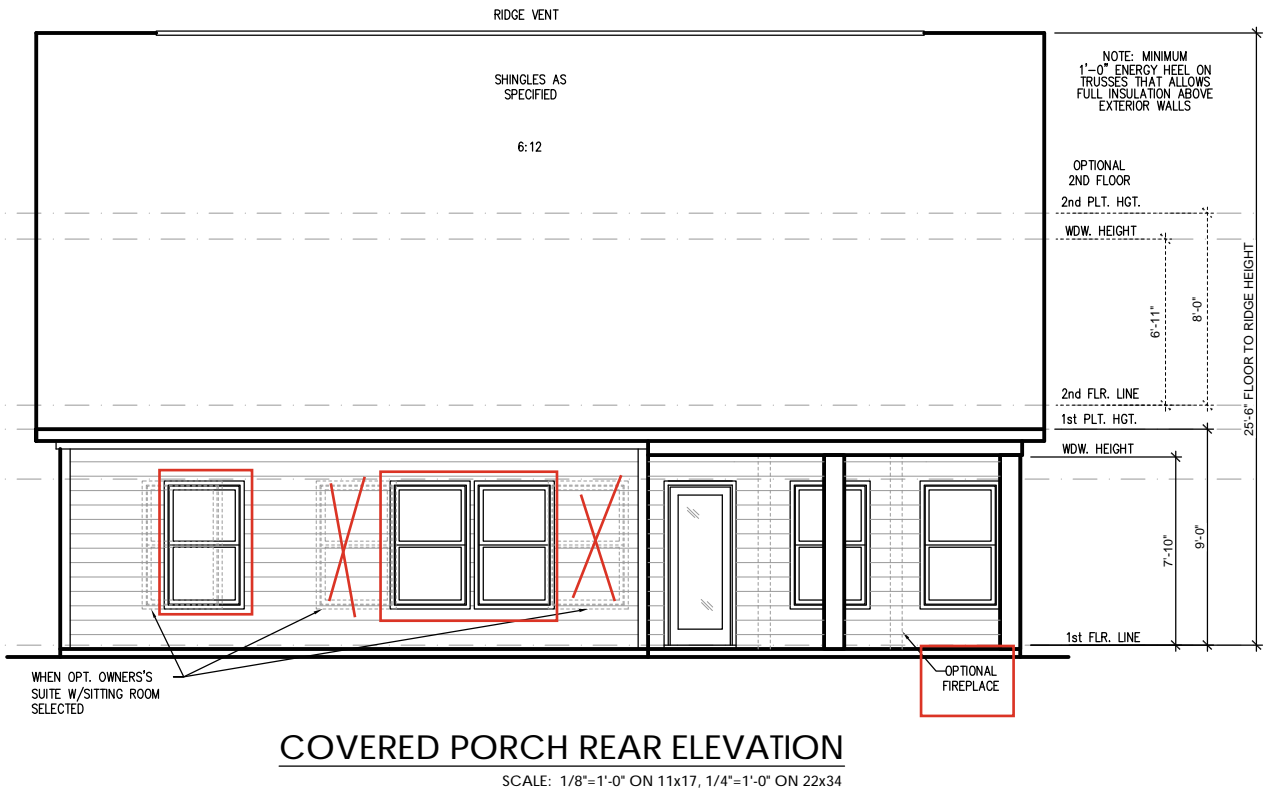 RIDGE VENT
SHINGLES AS
SPECIFIED
6:12
NOTE: MINIMUM
1'-0" ENERGY HEEL ON
TRUSSES THAT ALLOWS
FULL INSULATION ABOVE
EXTERIOR WALLS
OPTIONAL
2ND FLOOR
2nd PLT. HGT.
WDW. HEIGHT
6'-11"
8'-0"
25'-6" FLOOR TO RIDGE HEIGHT
2nd FLR. LINE
1st PLT. HGT.
WDW. HEIGHT
7'-10"
9'-0"
1st FLR. LINE
WHEN OPT. OWNERS'S
SUITE W/SITTING ROOM
SELECTED
OPTIONAL
FIREPLACE
COVERED PORCH REAR ELEVATION
SCALE: 1/8"=1'-0" ON 11x17, 1/4"=1'-0" ON 22x34